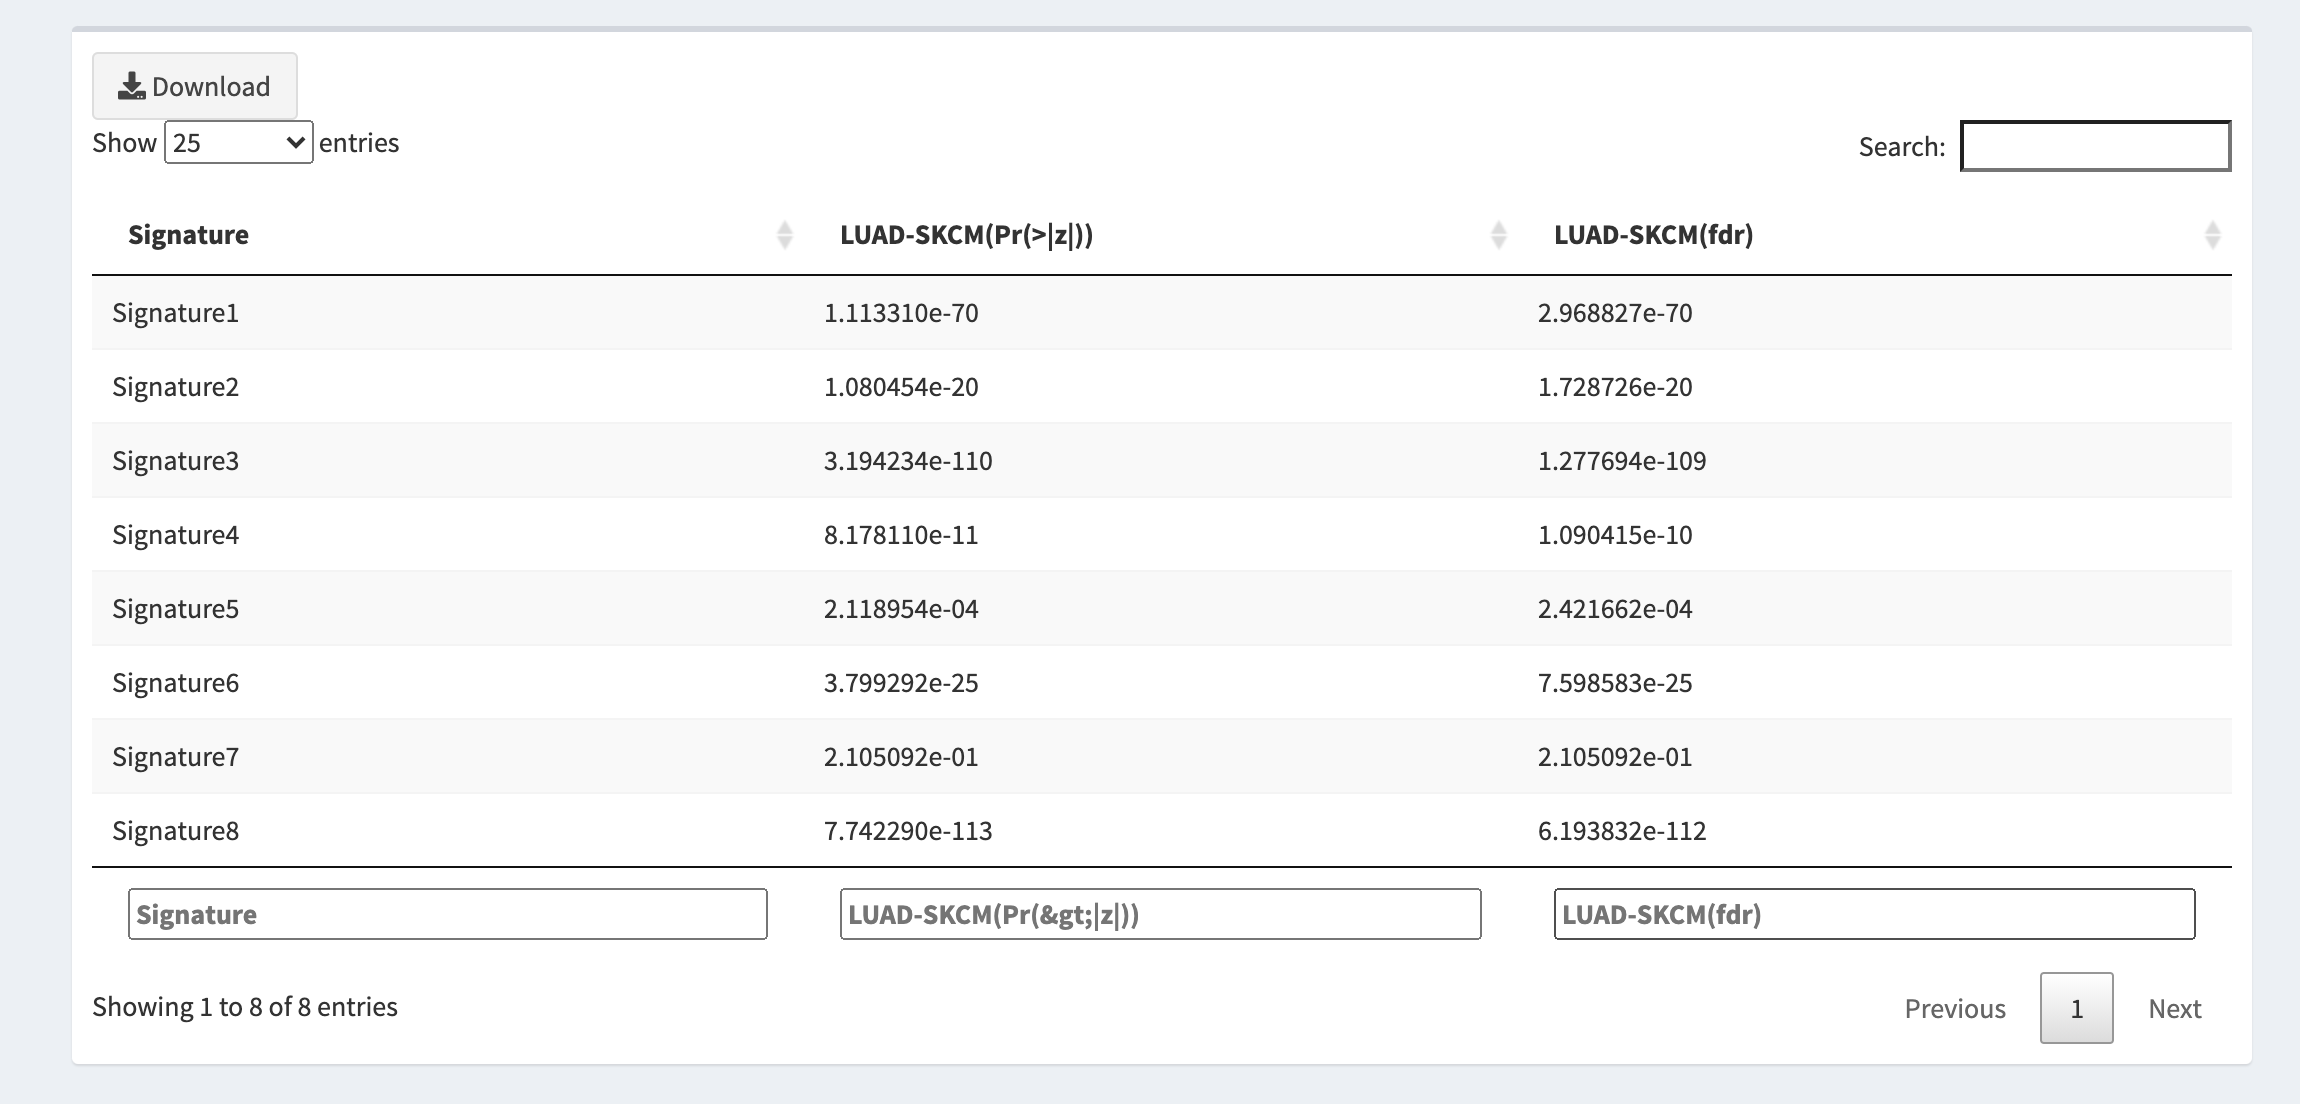 Download
Show 25 entries
Search:
Signature LUAD-SKCM(Pr(>|z|)) LUAD-SKCM(fdr)
Signature1 1.113310e-70 2.968827e-70
Signature2 1.080454e-20 1.728726e-20
Signature3 3.194234e-110 1.277694e-109
Signature4 8.178110e-11 1.090415e-10
Signature5 2.118954e-04 2.421662e-04
Signature6 3.799292e-25 7.598583e-25
Signature7 2.105092e-01 2.105092e-01
Signature8 7.742290e-113 6.193832e-112
Signature LUAD-SKCM(Pr(&gt;|z|)) LUAD-SKCM(fdr)
Showing 1 to 8 of 8 entries
Previous 1 Next